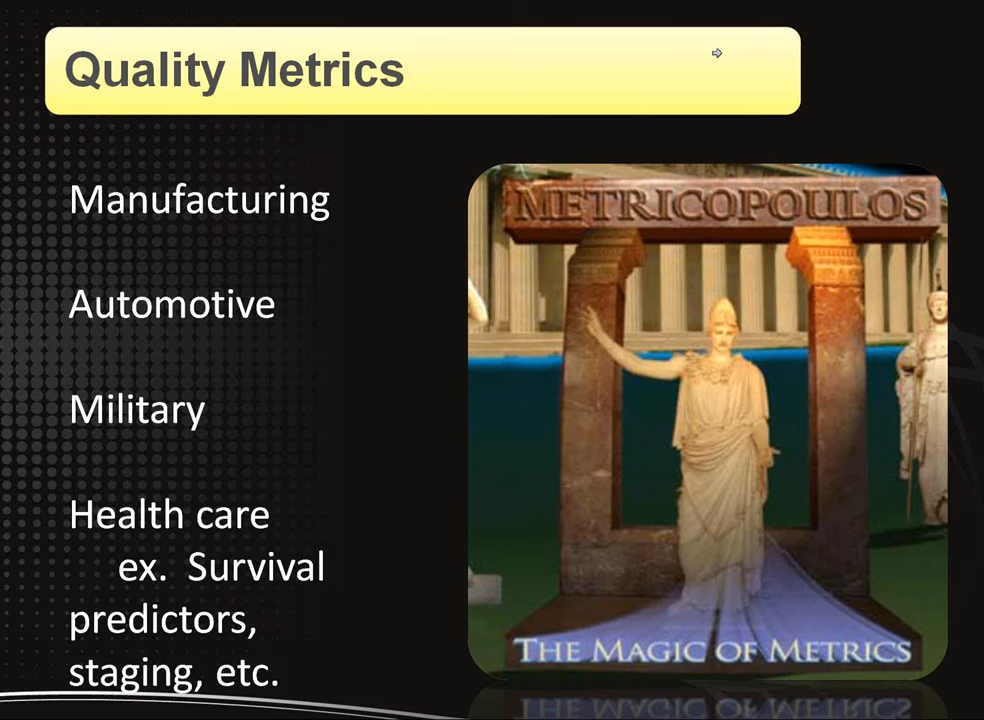 Quality Metrics
Manufacturing
Automotive
Military
Health care
ex. Survival
predictors,
staging, etc.
METRICOPOULOS
THE MAGIC OF METRICS